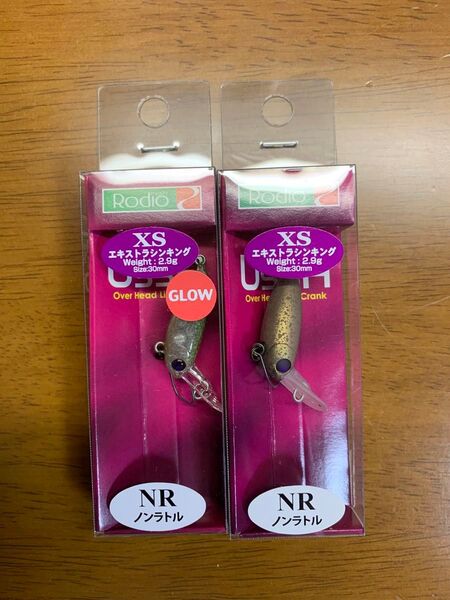 Rodio
XS
エキストラシンキング
Weight : 2.9g
Size:30mm
Over Head Li
GLOW
NR
ノンラトル
Rodio
XS
エキストラシンキング
Weight : 2.9g
Size:30mm
Over He
Crank
NR
ノンラトル